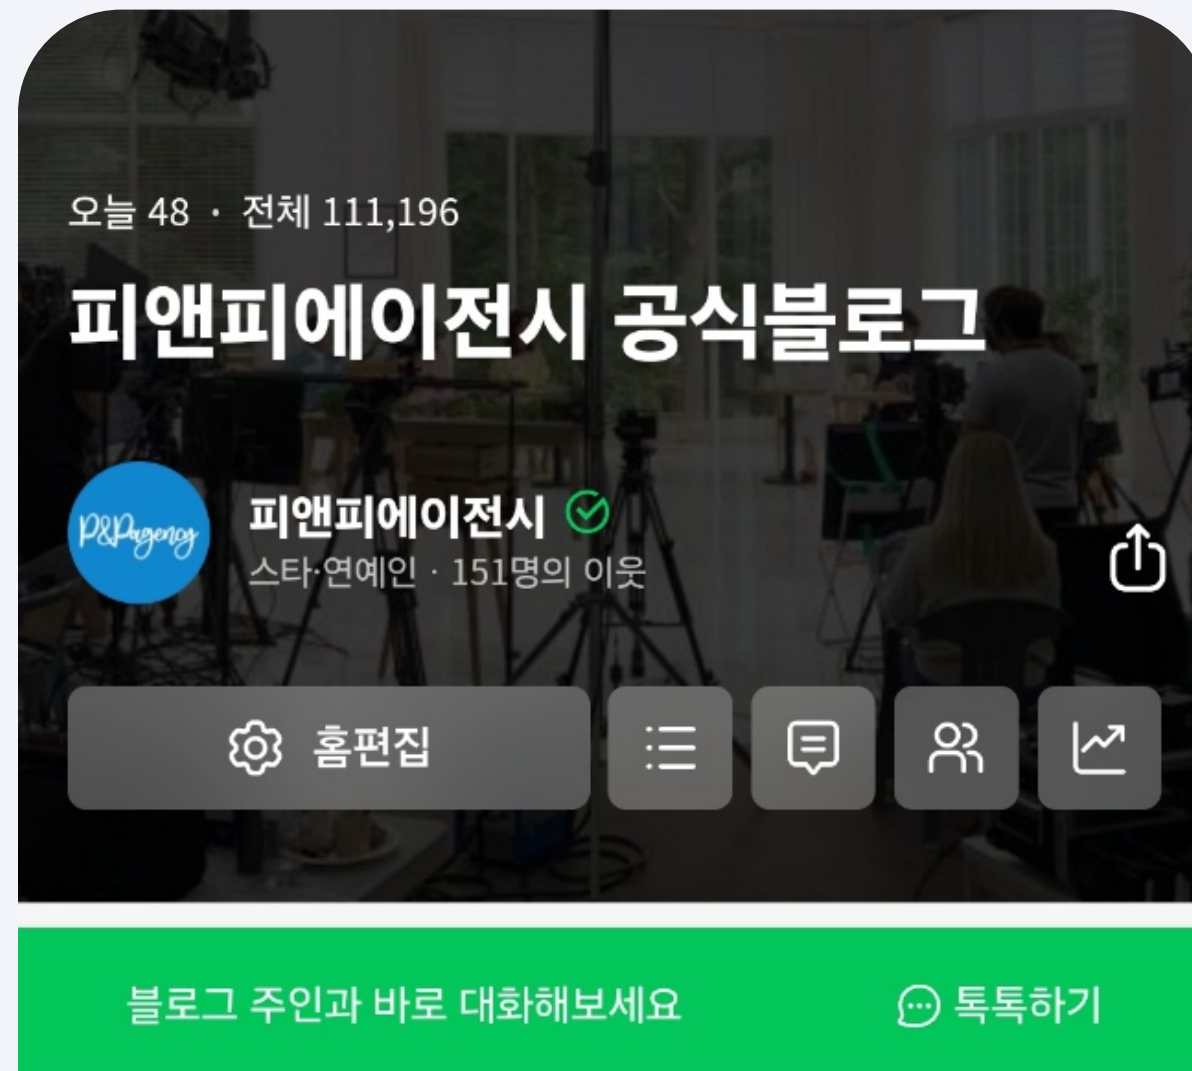 오늘 48 · 전체 111,196
피앤피에이전시 공식블로그
P&Pagency
피앤피에이전시
스타·연예인 · 151명의 이웃
홈편집
블로그 주인과 바로 대화해보세요 톡톡하기